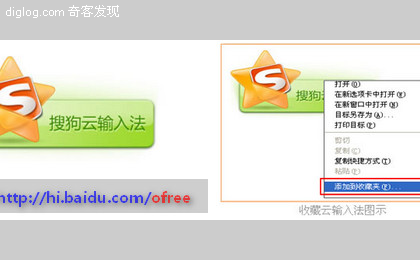 diglog.com 奇客发现
搜狗云输入法
http://hi.baidu.com/ofree
搜狗云
打开(O)
在新选项卡中打开(W)
在新窗口中打开(N)
目标另存为(A)...
打印目标(P)
剪切
复制(C)
复制快捷方式(T)
粘贴(P)
添加到收藏夹(F)...
收藏云输入法图示